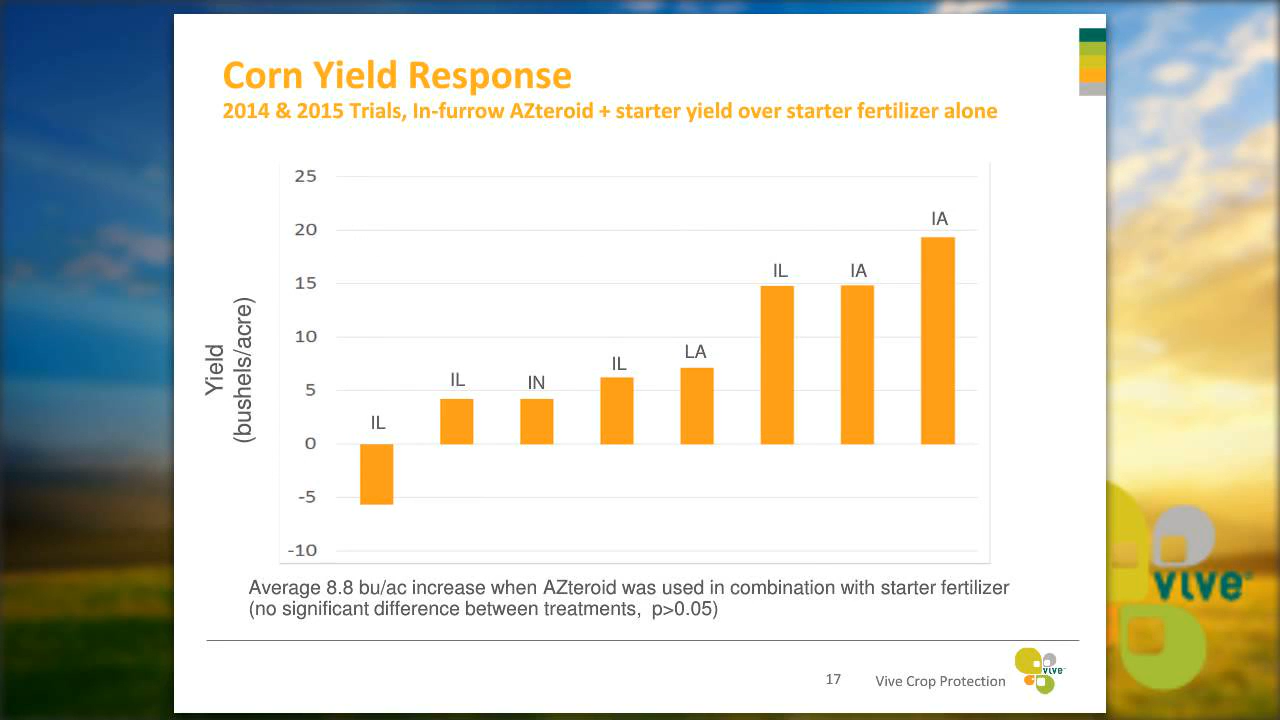 Corn Yield Response
2014 & 2015 Trials, In-furrow AZteroid + starter yield over starter fertilizer alone
25
20
15
10
5
0
-5
-10
Yield
(bushels/acre)
IL
IL
IN
IL
LA
IL
IA
IA
Average 8.8 bu/ac increase when AZteroid was used in combination with starter fertilizer
(no significant difference between treatments,  p>0.05)
17
Vive Crop Protection
vive™
vive™